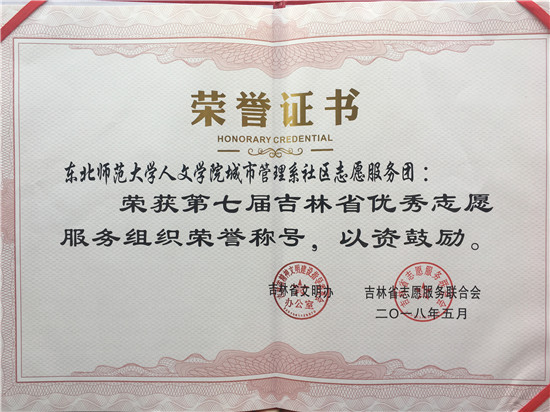 荣誉证书
HONORARY CREDENTIAL
东北师范大学人文学院城市管理系社区志愿服务团：
荣获第七届吉林省优秀志愿
服务组织荣誉称号，以资鼓励。
吉林省文明办 吉林省志愿服务联合会
办公室
二〇一八年五月